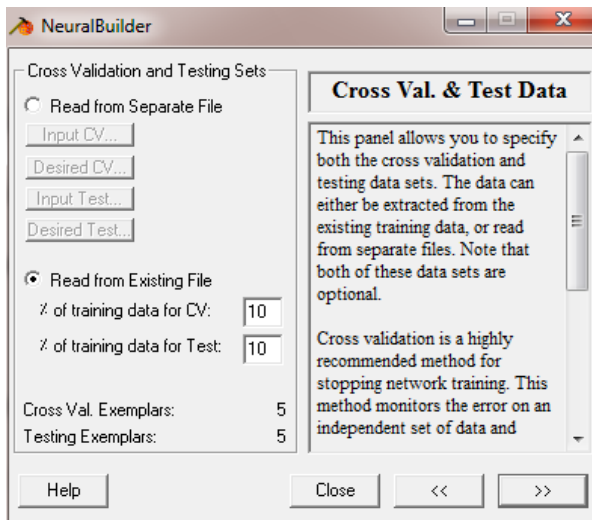 NeuralBuilder
Cross Validation and Testing Sets
Read from Separate File
Input CV...
Desired CV...
Input Test...
Desired Test...
Read from Existing File
% of training data for CV: 10
% of training data for Test: 10
Cross Val. Exemplars: 5
Testing Exemplars: 5
Cross Val. & Test Data
This panel allows you to specify
both the cross validation and
testing data sets. The data can
either be extracted from the
existing training data, or read
from separate files. Note that
both of these data sets are
optional.
Cross validation is a highly
recommended method for
stopping network training. This
method monitors the error on an
independent set of data and
Help
Close
<<
>>